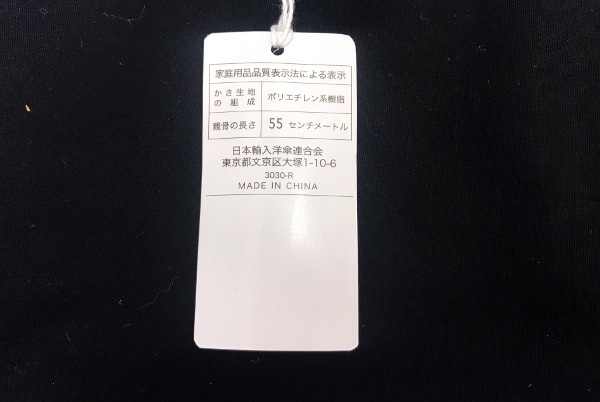 家庭用品品質表示法による表示
かさ生地の組成 ポリエチレン系樹脂
親骨の長さ 55 センチメートル
日本輸入洋傘連合会
東京都文京区大塚1-10-6
3030-R
MADE IN CHINA